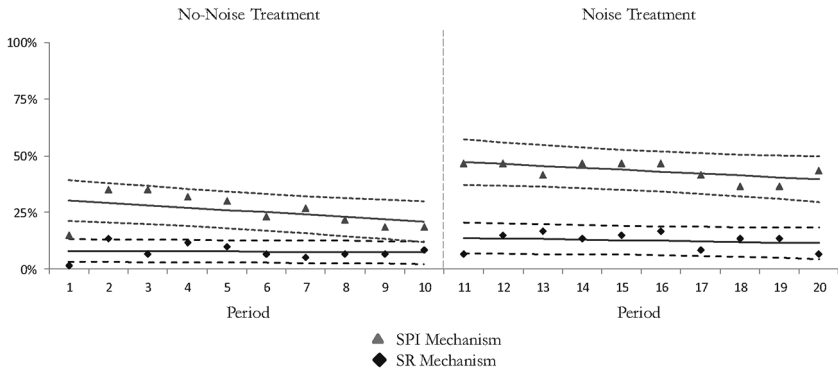 No-Noise Treatment
Noise Treatment
100%
75%
50%
25%
0%
1 2 3 4 5 6 7 8 9 10
11 12 13 14 15 16 17 18 19 20
Period
Period
SPI Mechanism
SR Mechanism